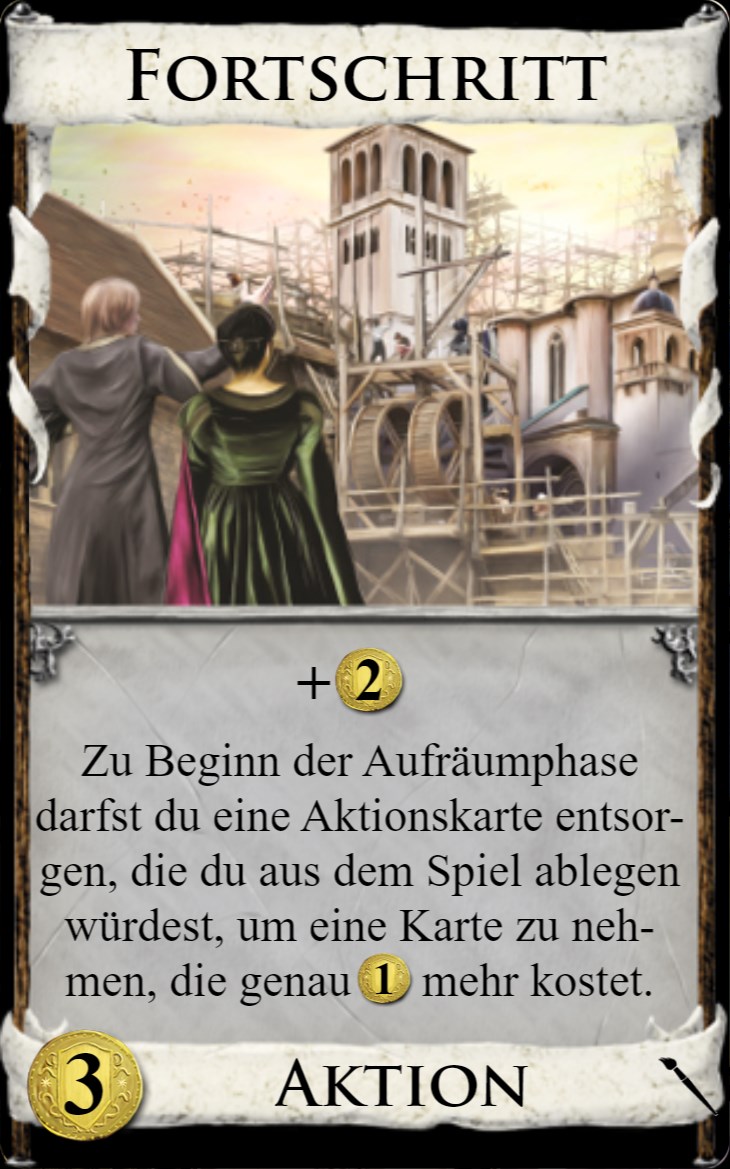 FORTSCHRITT
+2
Zu Beginn der Aufräumphase
darfst du eine Aktionskarte entsor-
gen, die du aus dem Spiel ablegen
würdest, um eine Karte zu neh-
men, die genau 1 mehr kostet.
3 AKTION